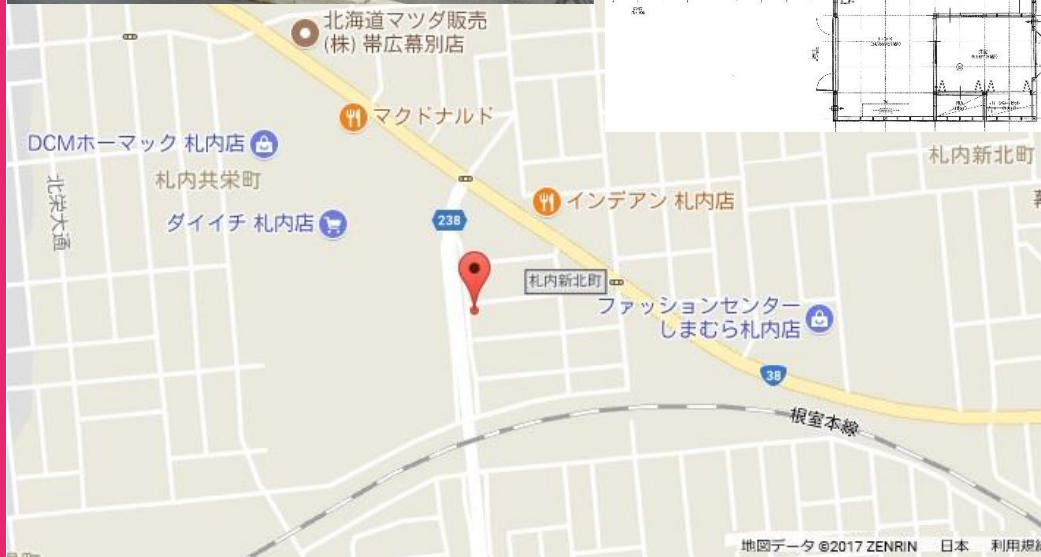 北海道マツダ販売
(株) 帯広幕別店
マクドナルド
DCMホーマック 札内店
札内共栄町
北栄大通
ダイイチ 札内店
238
インデアン 札内店
札内新北町
札内新北町
ファッションセンター
しまむら札内店
38
根室本線
地図データ ©2017 ZENRIN 日本 利用規約